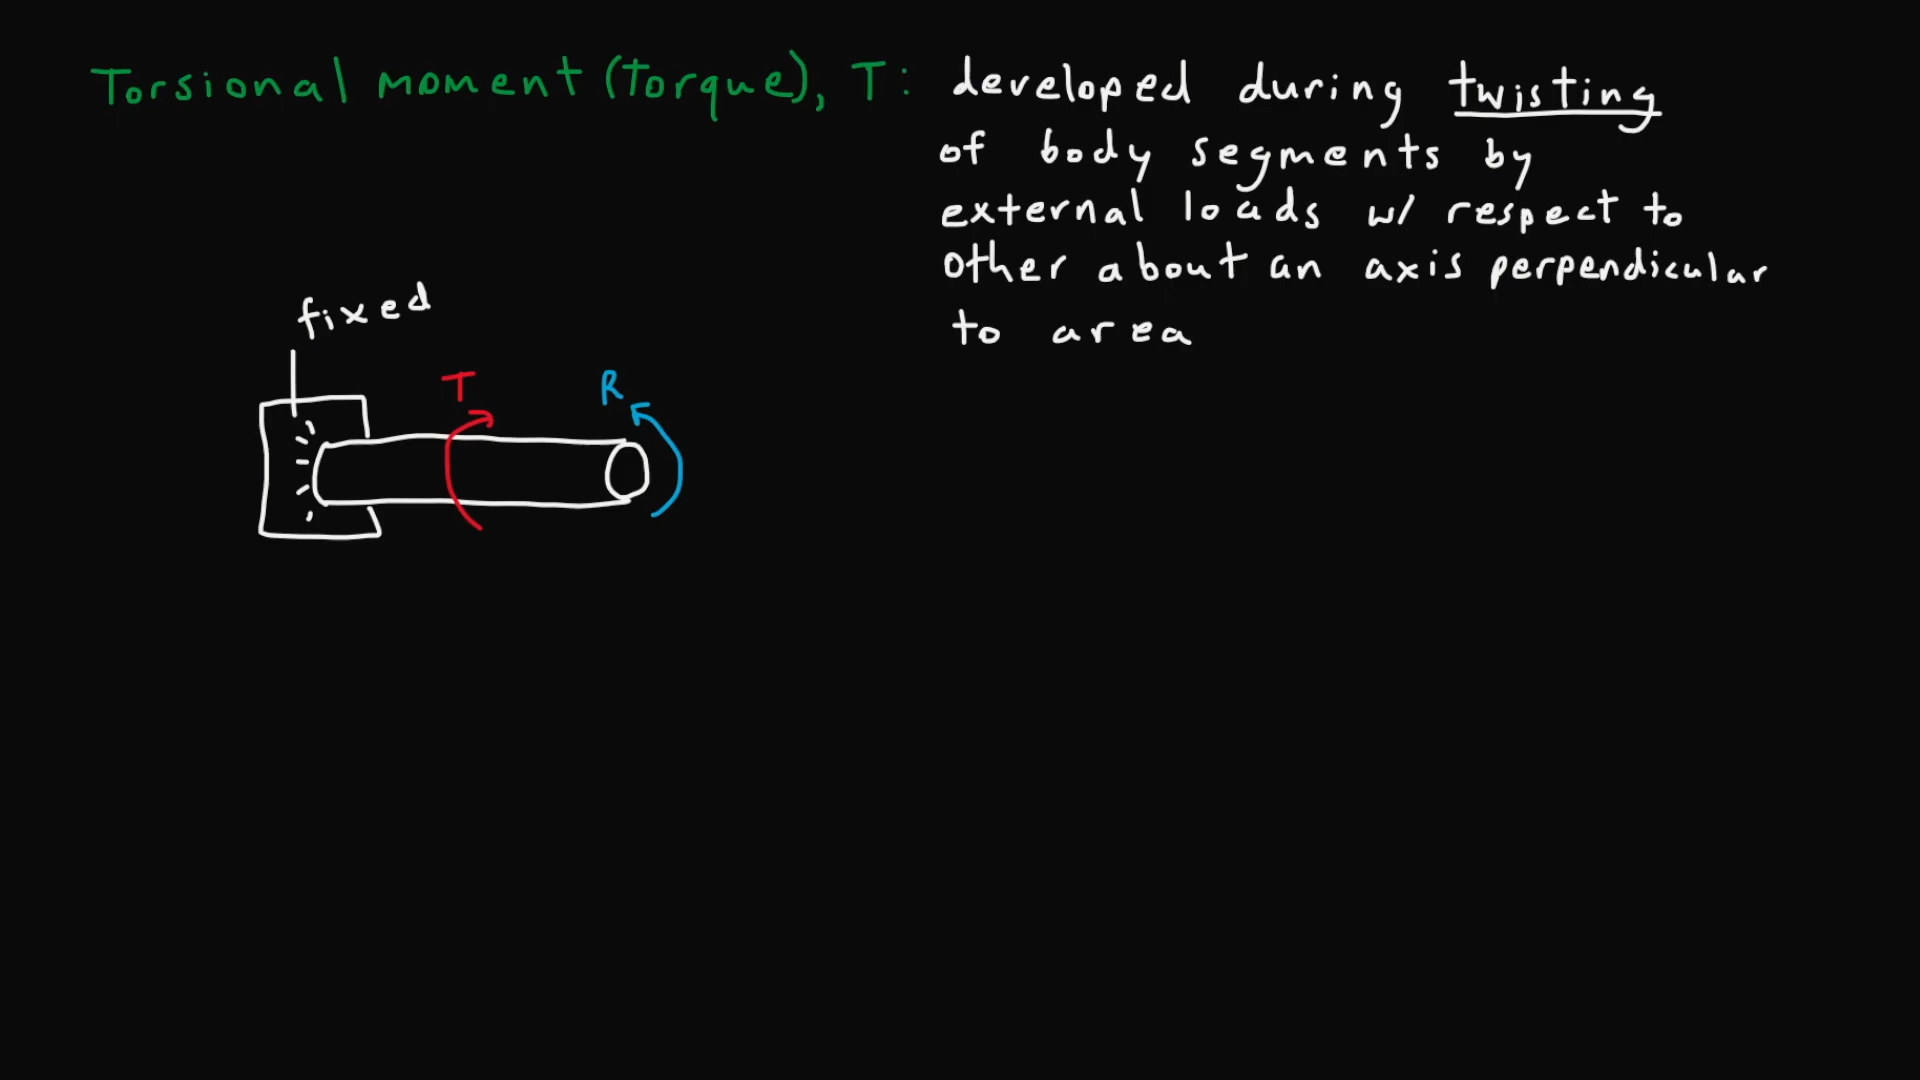 Torsional moment (torque), T: developed during twisting
of body segments by
external loads w/ respect to
other about an axis perpendicular
to area
fixed
T
R